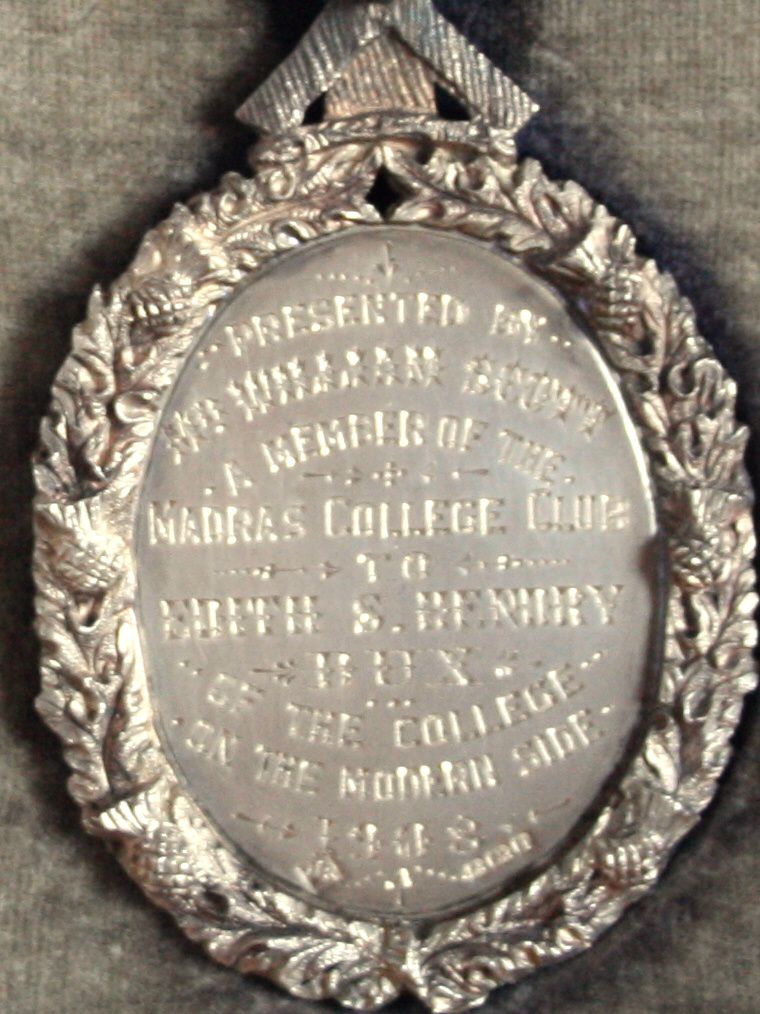 PRESENTED BY
Mr WILLIAM SCOTT
A MEMBER OF THE
MADRAS COLLEGE CLUB
TO
EDITH S. HENDRY
DUX
OF THE COLLEGE
ON THE MODERN SIDE